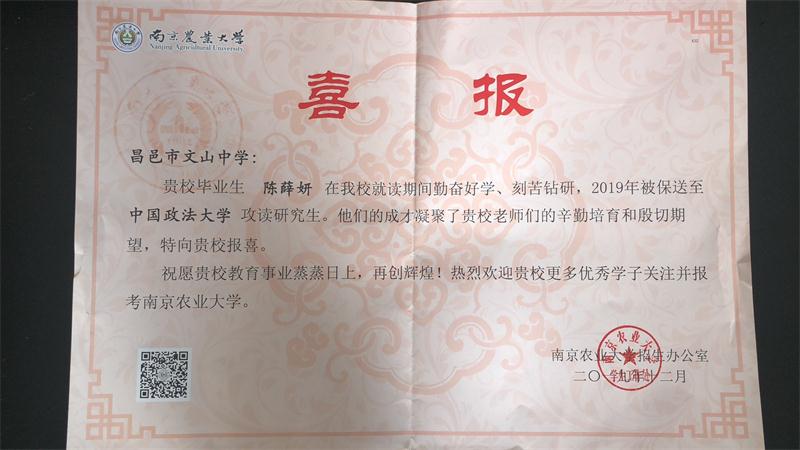 南京农业大学
Nanjing Agricultural University
喜报
昌邑市文山中学:
贵校毕业生 陈薛妍 在我校就读期间勤奋好学、刻苦钻研，2019年被保送至
中国政法大学 攻读研究生。他们的成才凝聚了贵校老师们的辛勤培育和殷切期
望，特向贵校报喜。
祝愿贵校教育事业蒸蒸日上，再创辉煌！热烈欢迎贵校更多优秀学子关注并报
考南京农业大学。
南京农业大学招生办公室
二〇一九年十二月